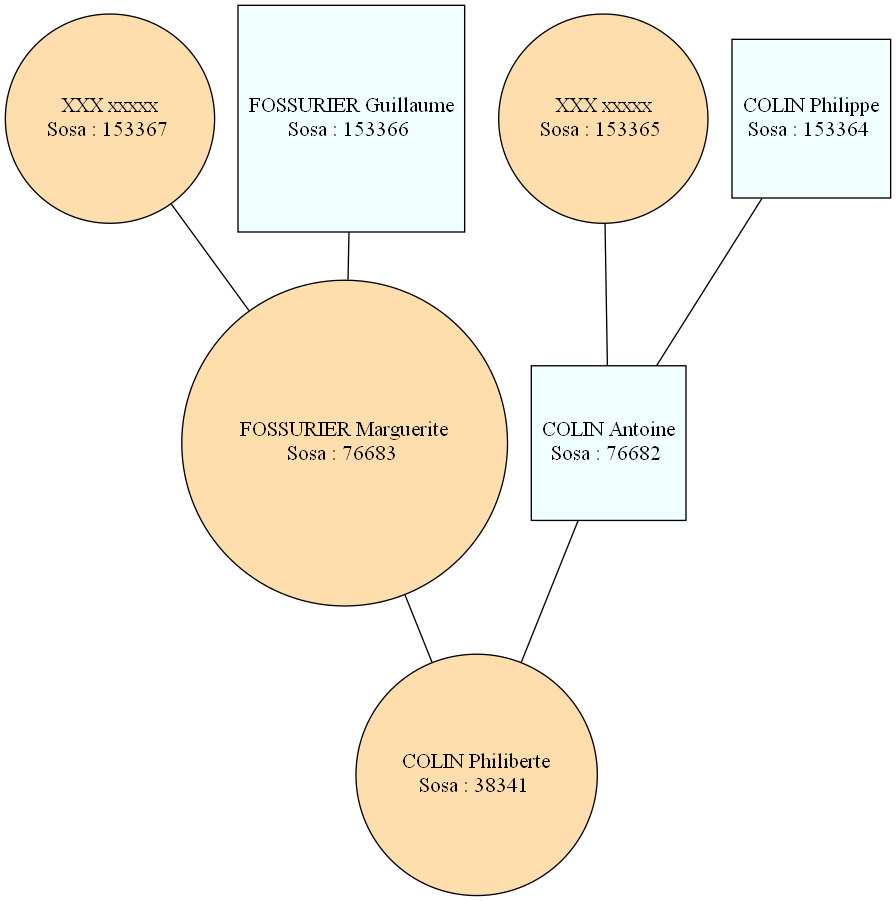 XXX xxxxx
Sosa : 153367
FOSSURIER Guillaume
Sosa : 153366
XXX xxxxx
Sosa : 153365
COLIN Philippe
Sosa : 153364
FOSSURIER Marguerite
Sosa : 76683
COLIN Antoine
Sosa : 76682
COLIN Philiberte
Sosa : 38341